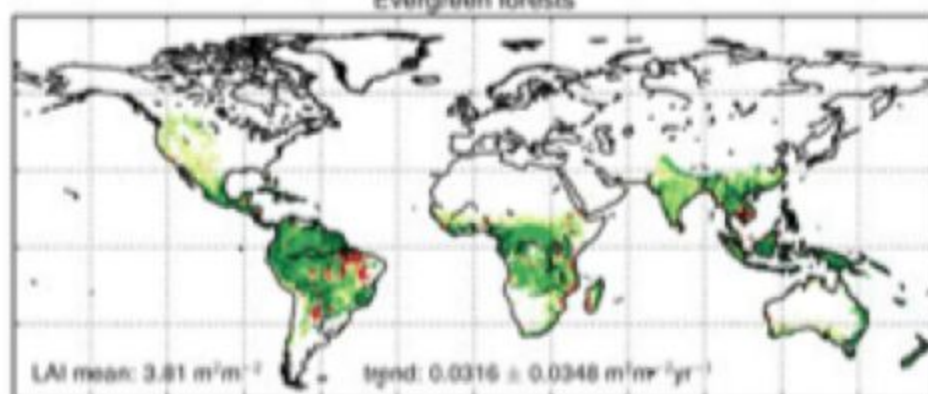 Evergreen forests
LAI mean: 3.81 m²m⁻² trend: 0.0316 ± 0.0348 m²m⁻²yr⁻¹